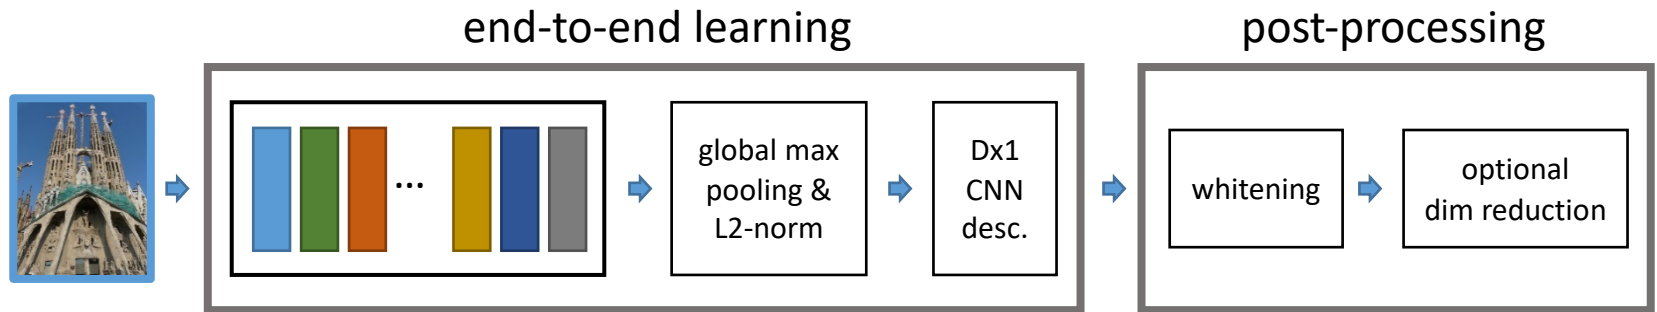 end-to-end learning
post-processing
...
global max
pooling &
L2-norm
Dx1
CNN
desc.
whitening
optional
dim reduction